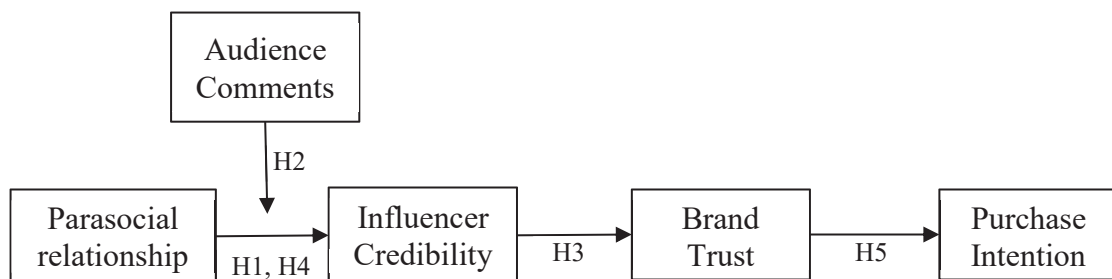 Audience
Comments
H2
Parasocial
relationship
H1, H4
Influencer
Credibility
H3
Brand
Trust
H5
Purchase
Intention